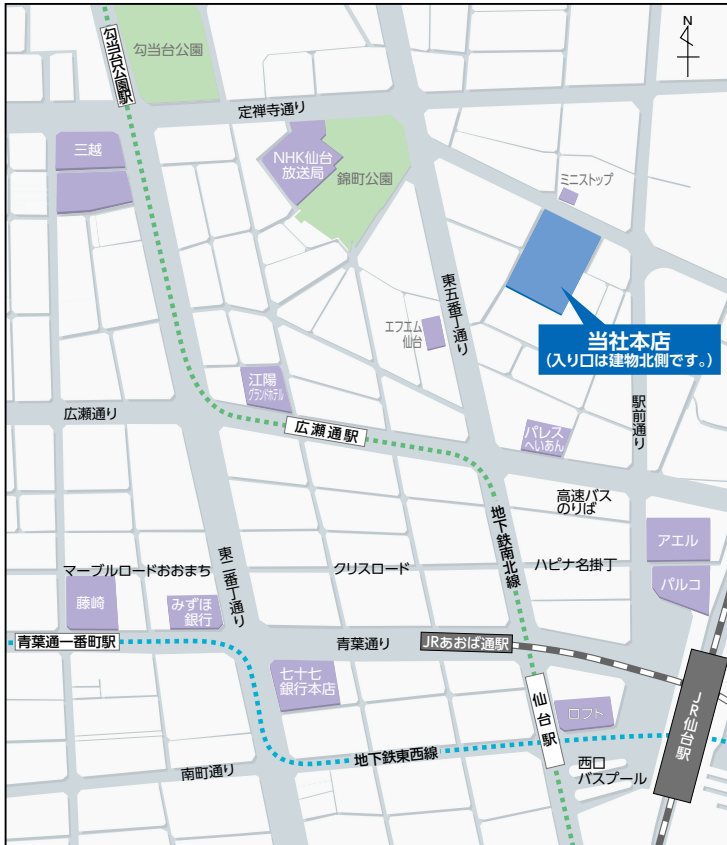 N
勾当台公園
勾当台公園駅
定禅寺通り
三越
NHK仙台
放送局
錦町公園
ミニストップ
東五番丁通り
エフエム
仙台
当社本店
(入り口は建物北側です。)
江陽
グランドホテル
広瀬通り
広瀬通駅
パレス
へいあん
駅前通り
高速バス
のりば
地下鉄南北線
アエル
マーブルロードおおまち
東二番丁通り
クリスロード
ハピナ名掛丁
パルコ
藤崎
みずほ
銀行
青葉通一番町駅
青葉通り
JRあおば通駅
七十七
銀行本店
仙台駅
ロフト
JR仙台駅
地下鉄東西線
西口
バスプール
南町通り